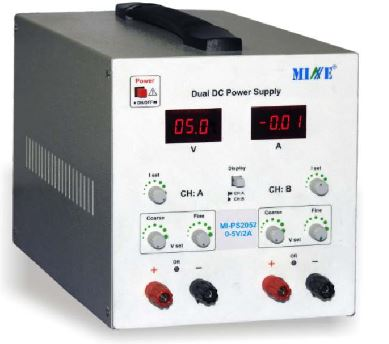 Power
ON/OFF
Dual DC Power Supply
MINE®
05.0
-0.01
V
A
I set
Display
I set
CH: A
CH: A
CH: B
CH: B
Coarse
Fine
MI-PS2052
0-5V/2A
Coarse
Fine
V set
V set
+
OR
-
+
OR
-